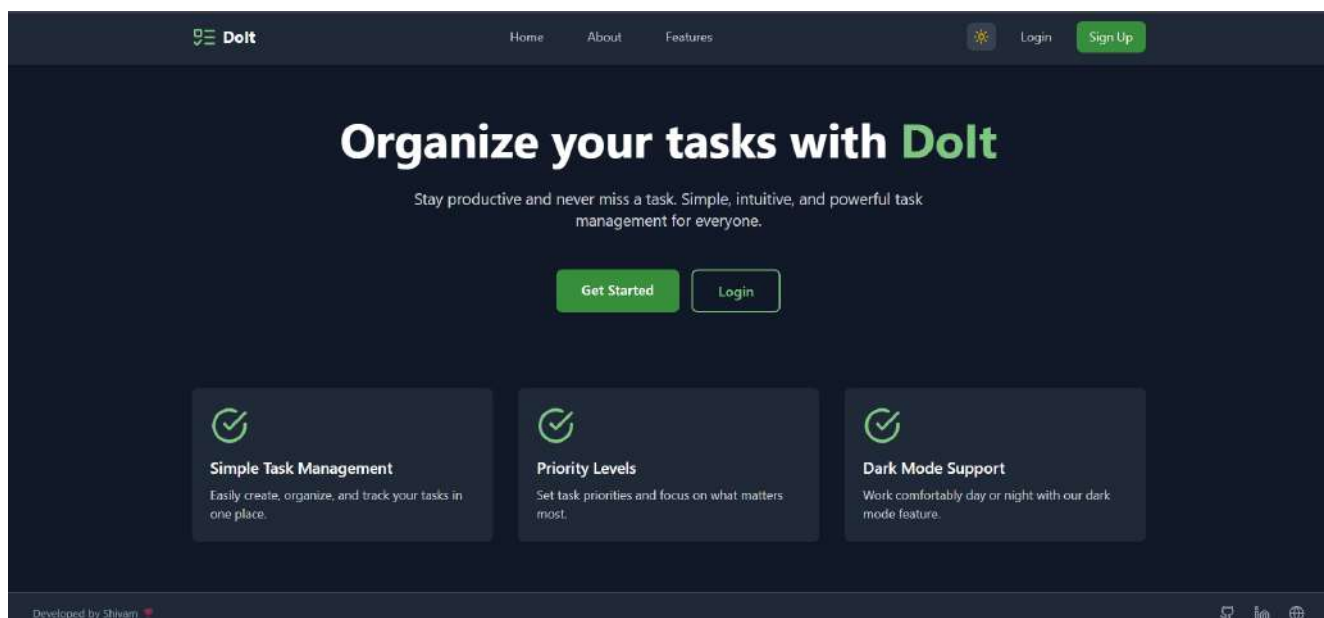 DoIt
Home About Features
Login Sign Up
Organize your tasks with DoIt
Stay productive and never miss a task. Simple, intuitive, and powerful task
management for everyone.
Get Started Login
Simple Task Management
Easily create, organize, and track your tasks in
one place.
Priority Levels
Set task priorities and focus on what matters
most.
Dark Mode Support
Work comfortably day or night with our dark
mode feature.
Developed by Shivam